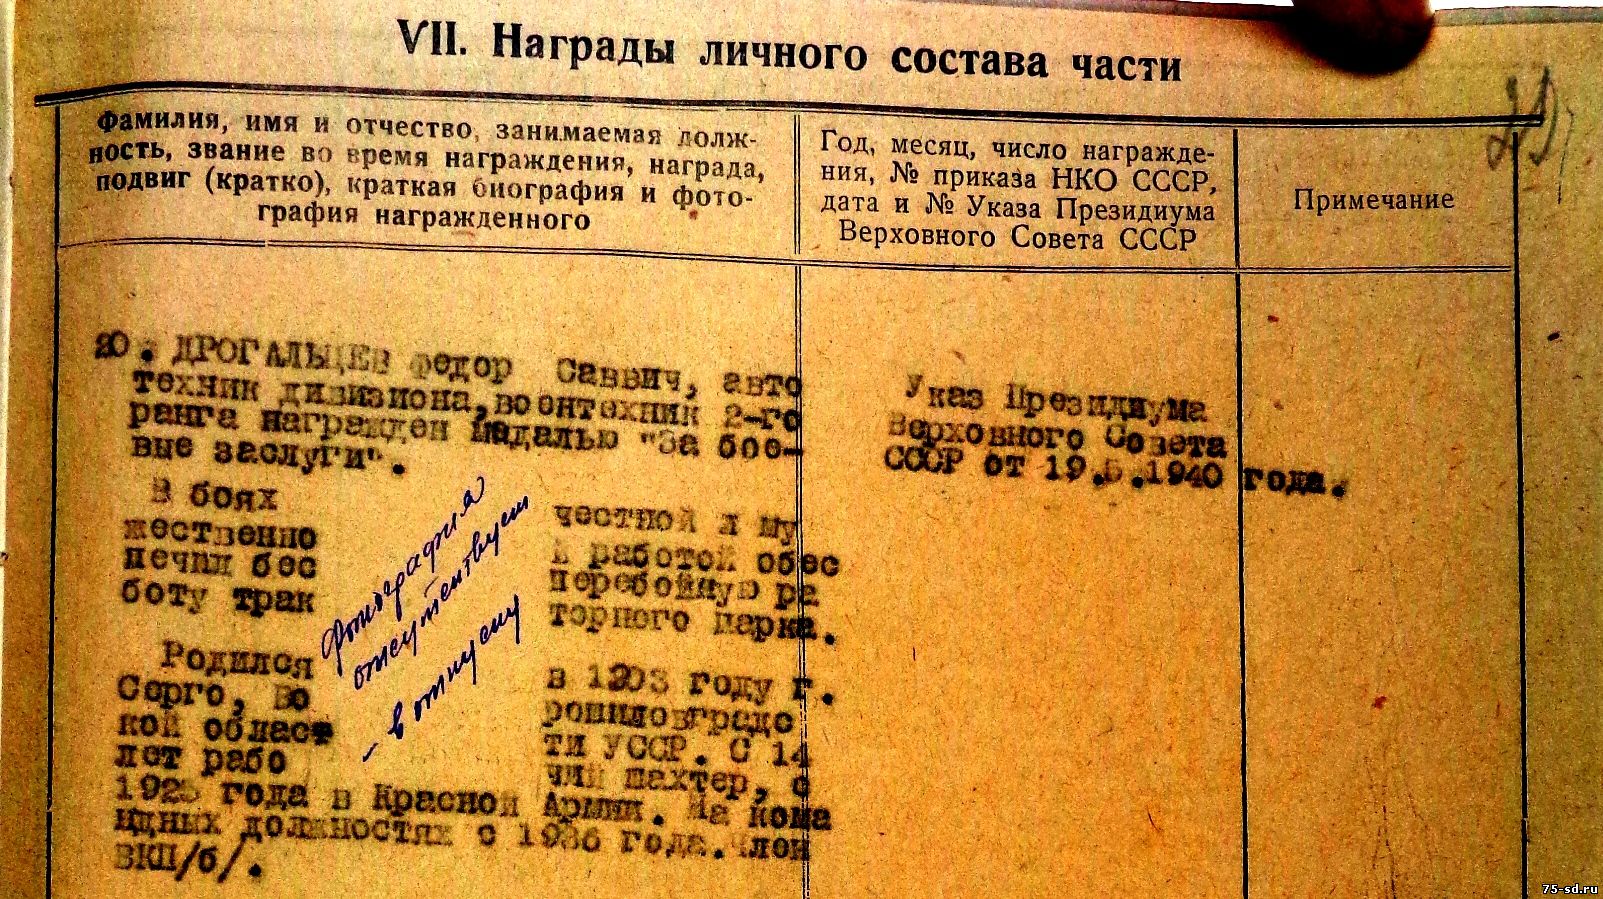 VII. Награды личного состава части
Фамилия, имя и отчество, занимаемая долж-
ность, звание во время награждения, награда,
подвиг (кратко), краткая биография и фото-
графия награжденного
Год, месяц, число награжде-
ния, № приказа НКО СССР,
дата и № Указа Президиума
Верховного Совета СССР
Примечание
20. ДРОГАЛЬЦЕВ Федор Саввич, авто
техник дивизиона, воентехник 2-го
ранга награжден медалью "За бое-
вые заслуги".
Указ Президиума
Верховного Совета
СССР от 19.5.1940 года.
В боях честной и му
жественно й работой обес
печил бес перебойную ра
боту трак торного парка.
Родился в 1903 году г.
Серго, Во рошиловградс
кой област ти УССР. С 14
лет рабо чий шахтер, с
года в Красной Армии. На кома
ндных должностях с 1936 года. Член
ВКП/б/.
Фотография
отсутствует
- в отпуску
75-sd.ru